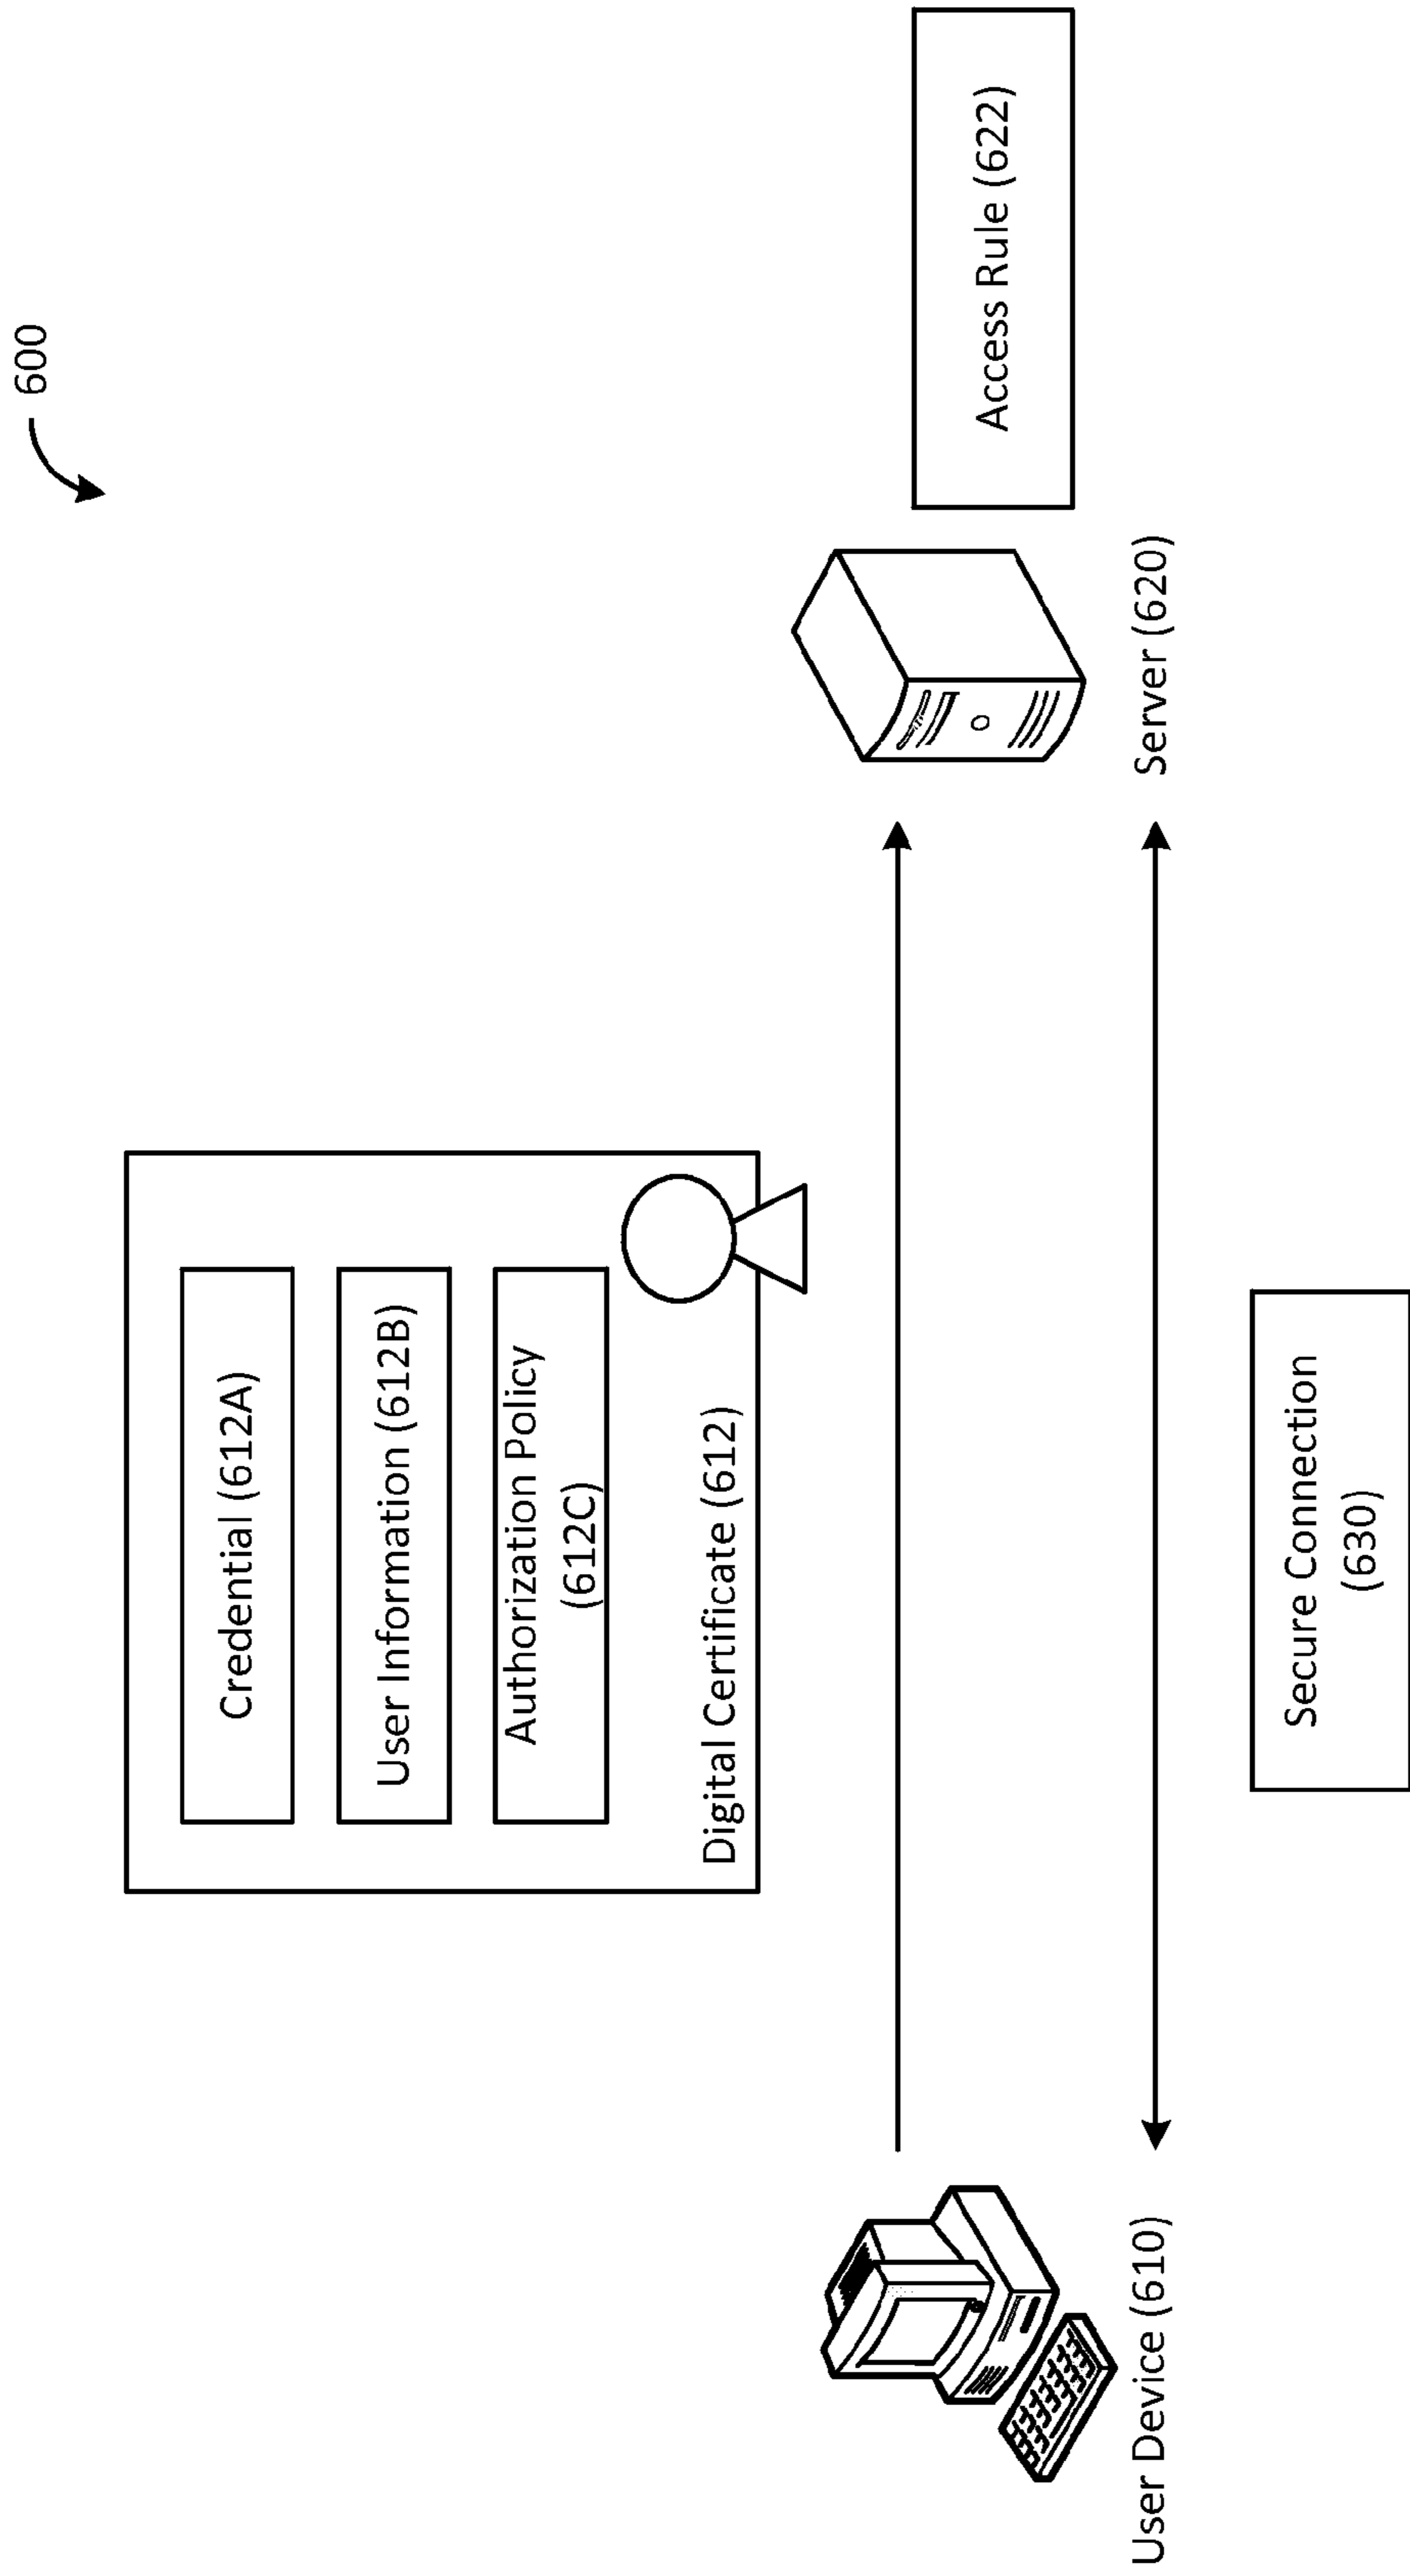 600
Credential (612A)
User Information (612B)
Authorization Policy
(612C)
Digital Certificate (612)
Access Rule (622)
User Device (610)
Server (620)
Secure Connection
(630)